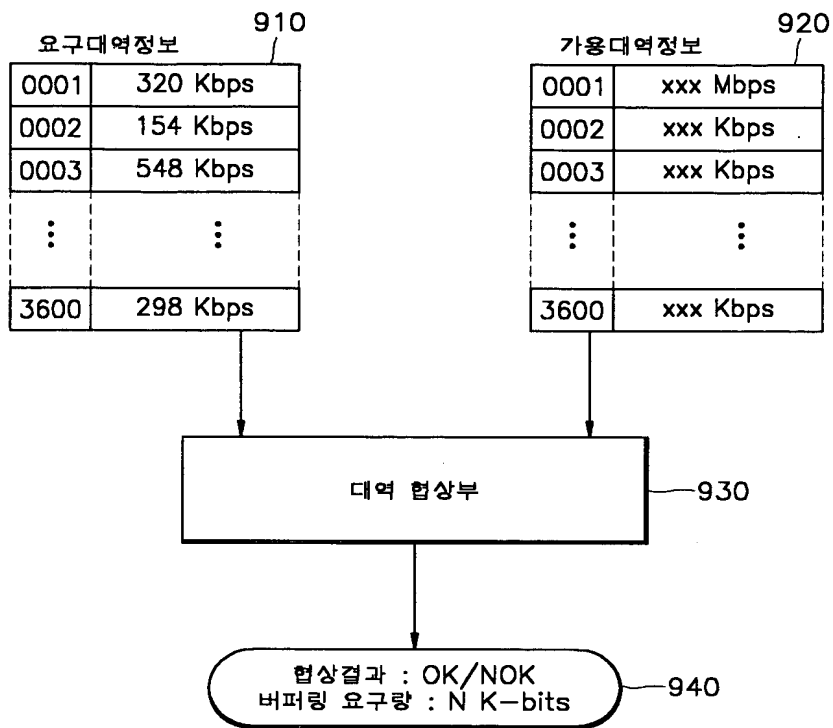 910
요구대역정보
0001 320 Kbps
0002 154 Kbps
0003 548 Kbps
⋮ ⋮
3600 298 Kbps
920
가용대역정보
0001 xxx Mbps
0002 xxx Kbps
0003 xxx Kbps
⋮ ⋮
3600 xxx Kbps
대역 협상부
930
협상결과 : OK/NOK
버퍼링 요구량 : N K-bits
940